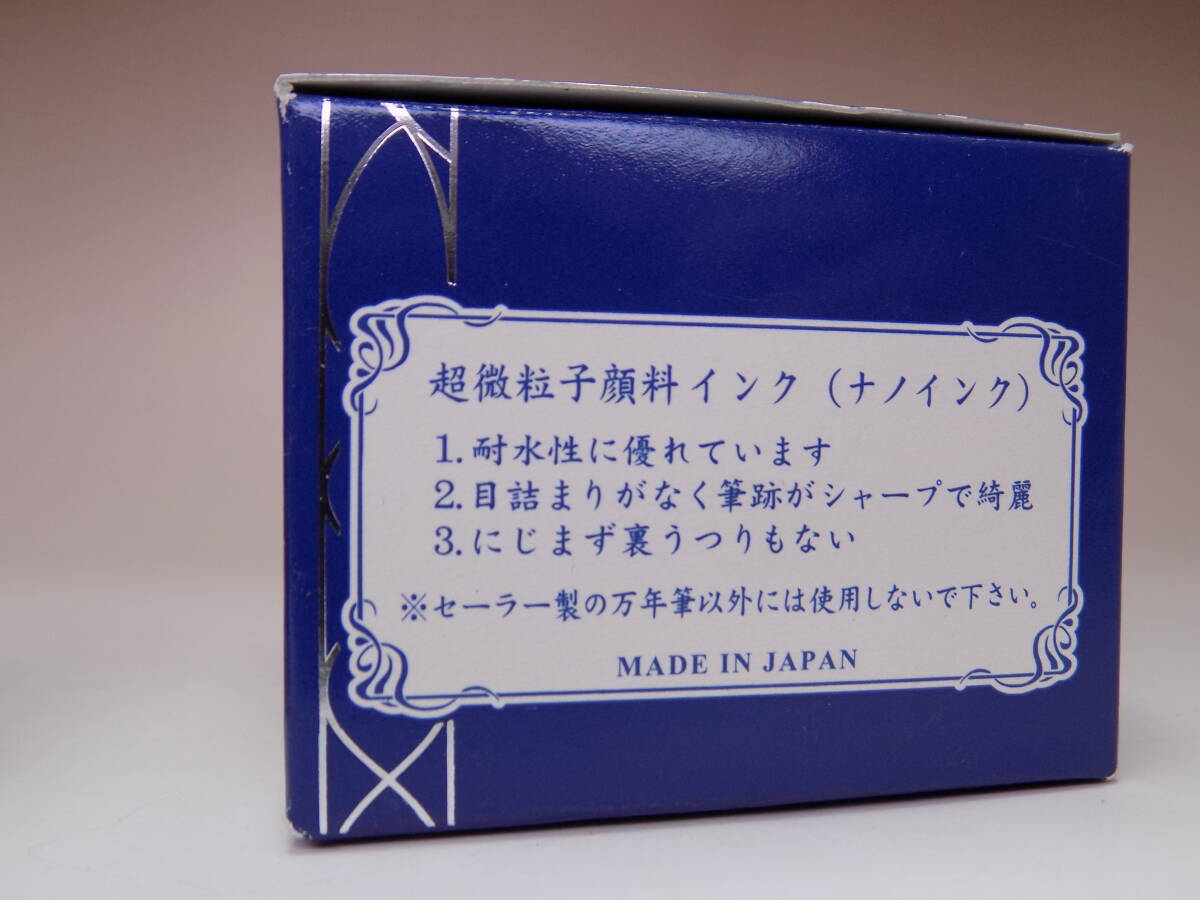 超微粒子顔料インク（ナノインク）
1.耐水性に優れています
2.目詰まりがなく筆跡がシャープで綺麗
3.にじまず裏うつりもない
※セーラー製の万年筆以外には使用しないで下さい。
MADE IN JAPAN